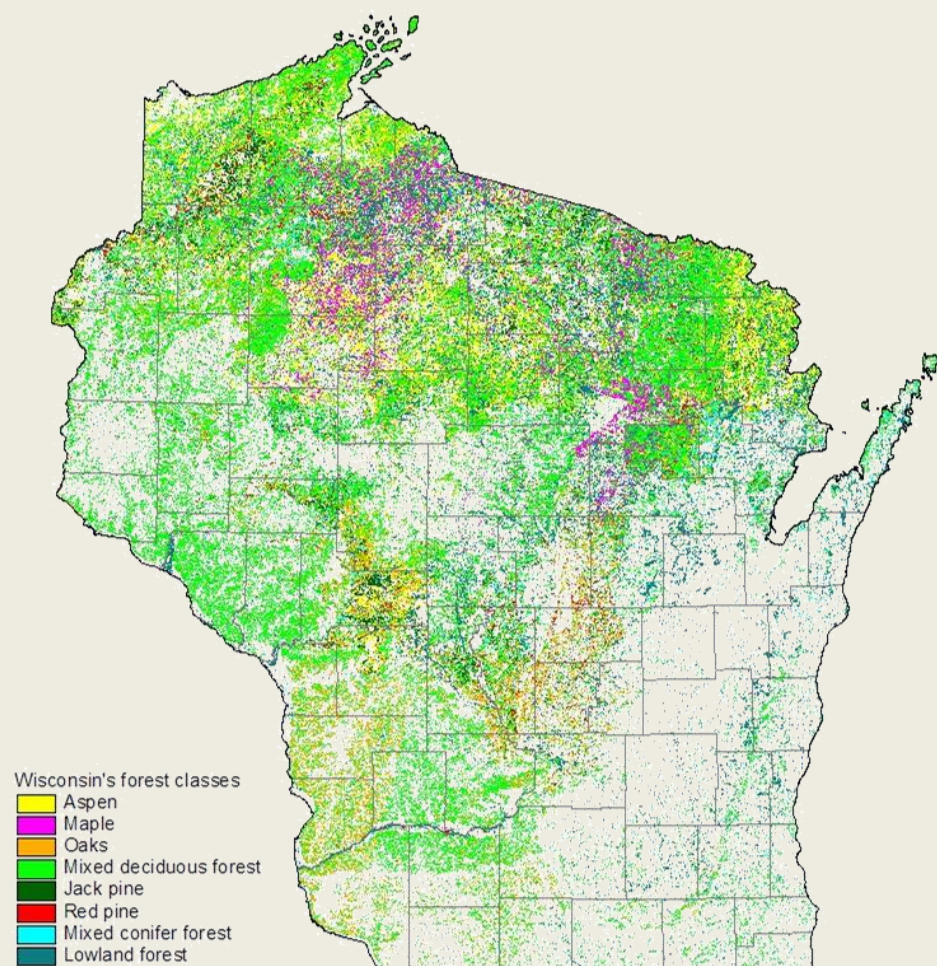 Wisconsin's forest classes
Aspen
Maple
Oaks
Mixed deciduous forest
Jack pine
Red pine
Mixed conifer forest
Lowland forest